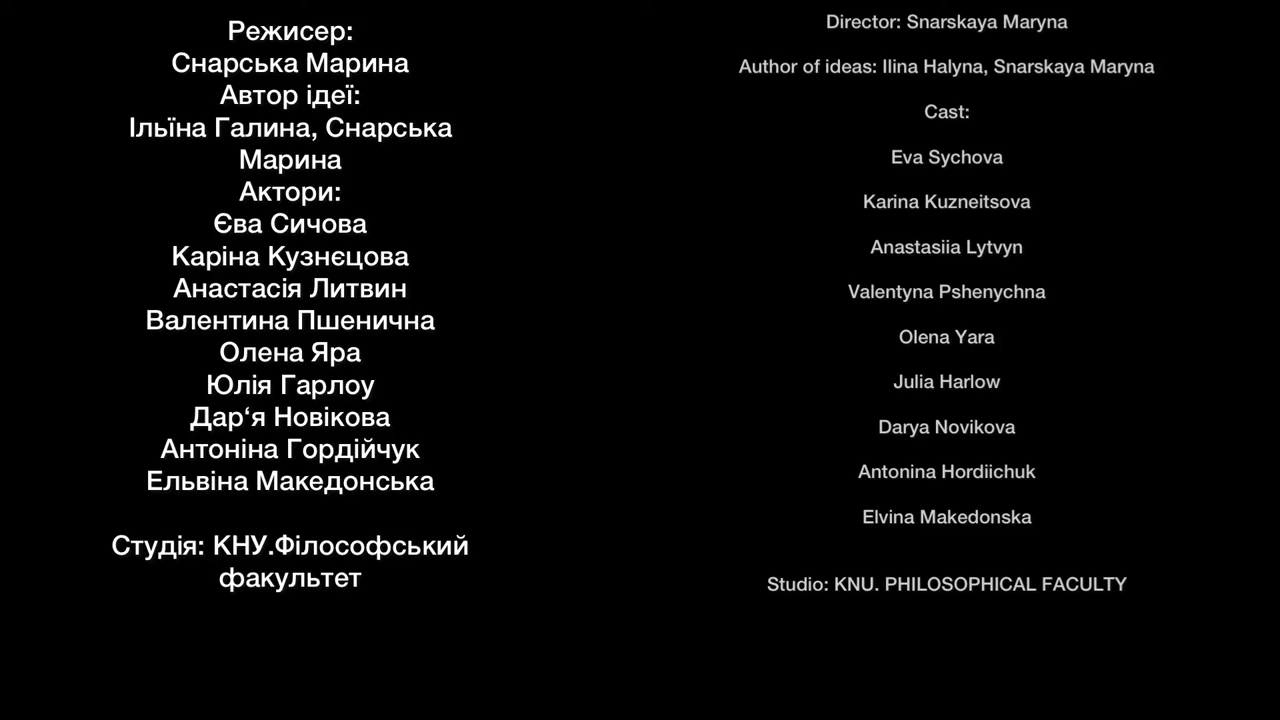 Режисер:
Снарська Марина
Автор ідеї:
Ільїна Галина, Снарська
Марина
Актори:
Єва Сичова
Каріна Кузнєцова
Анастасія Литвин
Валентина Пшенична
Олена Яра
Юлія Гарлоу
Дар‘я Новікова
Антоніна Гордійчук
Ельвіна Македонська
Студія: КНУ.Філософський
факультет
Director: Snarskaya Maryna
Author of ideas: Ilina Halyna, Snarskaya Maryna
Cast:
Eva Sychova
Karina Kuzneitsova
Anastasiia Lytvyn
Valentyna Pshenychna
Olena Yara
Julia Harlow
Darya Novikova
Antonina Hordiichuk
Elvina Makedonska
Studio: KNU. PHILOSOPHICAL FACULTY